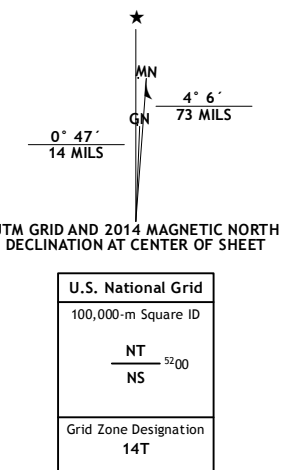 ★
MN
4° 6´
73 MILS
GN
0° 47´
14 MILS
UTM GRID AND 2014 MAGNETIC NORTH
DECLINATION AT CENTER OF SHEET
U.S. National Grid
100,000-m Square ID
NT
5200
NS
Grid Zone Designation
14T